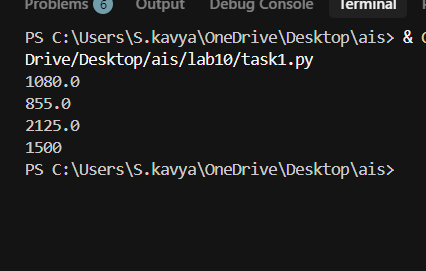 Problems 6 Output Debug Console Terminal
PS C:\Users\S.kavya\OneDrive\Desktop\ais> &
Drive/Desktop/ais/lab10/task1.py
1080.0
855.0
2125.0
1500
PS C:\Users\S.kavya\OneDrive\Desktop\ais>